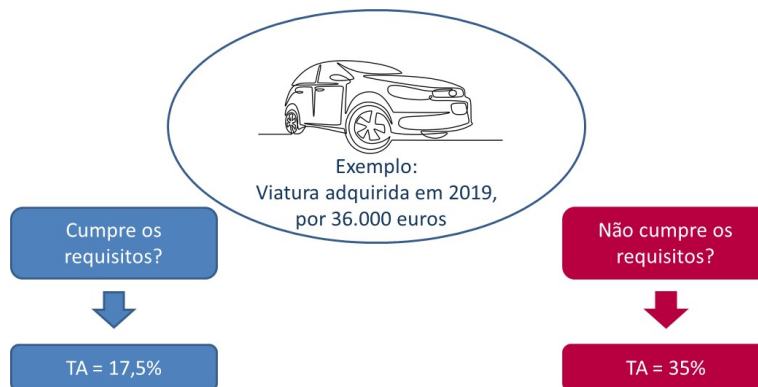 Exemplo:
Viatura adquirida em 2019,
por 36.000 euros
Cumpre os
requisitos?
Não cumpre os
requisitos?
TA = 17,5%
TA = 35%